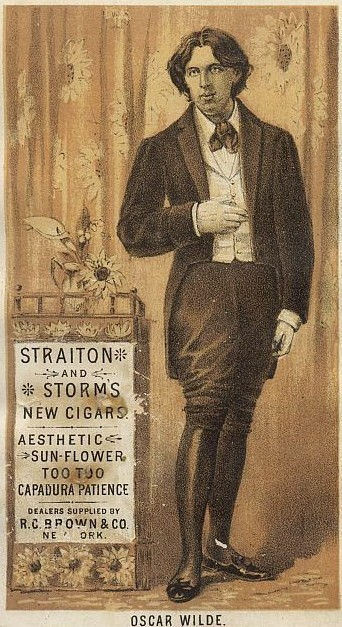 STRAITON
AND
STORM'S
NEW CIGARS.
AESTHETIC
SUN-FLOWER
TOO TOO
CAPADURA PATIENCE
DEALERS SUPPLIED BY
R.G. BROWN & CO.
OSCAR WILDE.